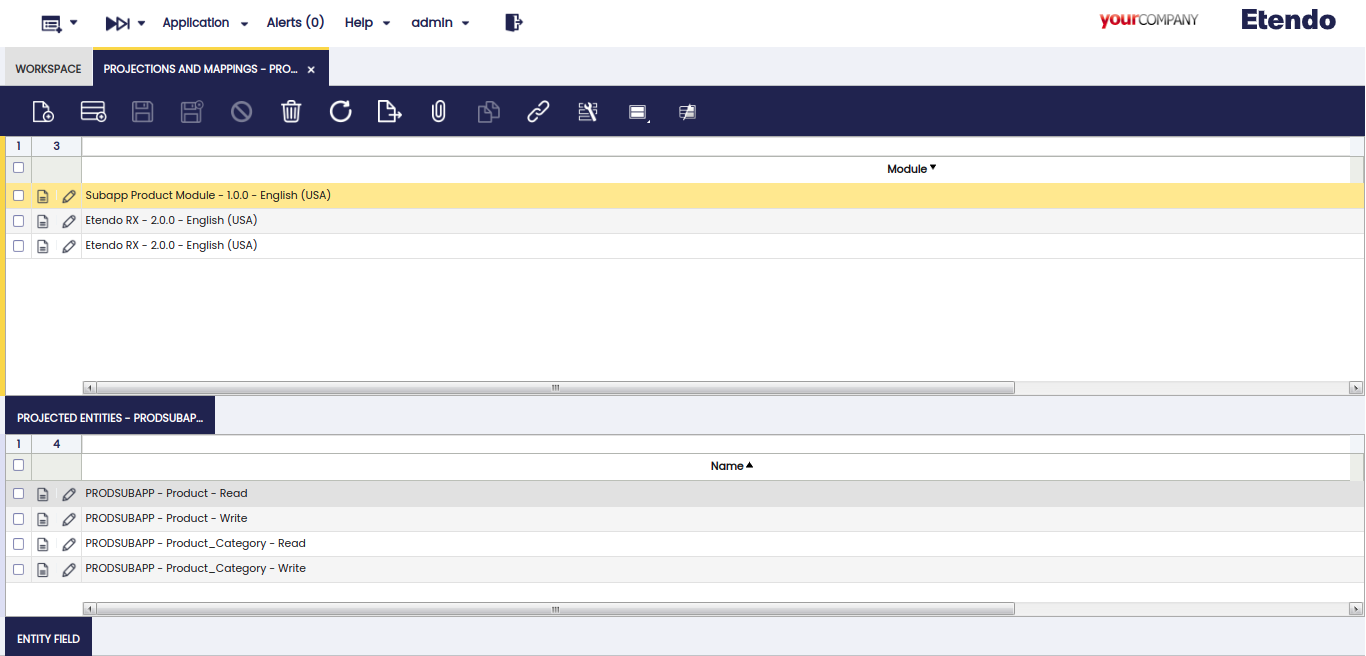 Application Alerts (0) Help admin yourCOMPANY Etendo
WORKSPACE PROJECTIONS AND MAPPINGS - PRO... ×
1 3
Module
Subapp Product Module - 1.0.0 - English (USA)
Etendo RX - 2.0.0 - English (USA)
Etendo RX - 2.0.0 - English (USA)
PROJECTED ENTITIES - PRODSUBAP...
1 4
Name
PRODSUBAPP - Product - Read
PRODSUBAPP - Product - Write
PRODSUBAPP - Product_Category - Read
PRODSUBAPP - Product_Category - Write
ENTITY FIELD